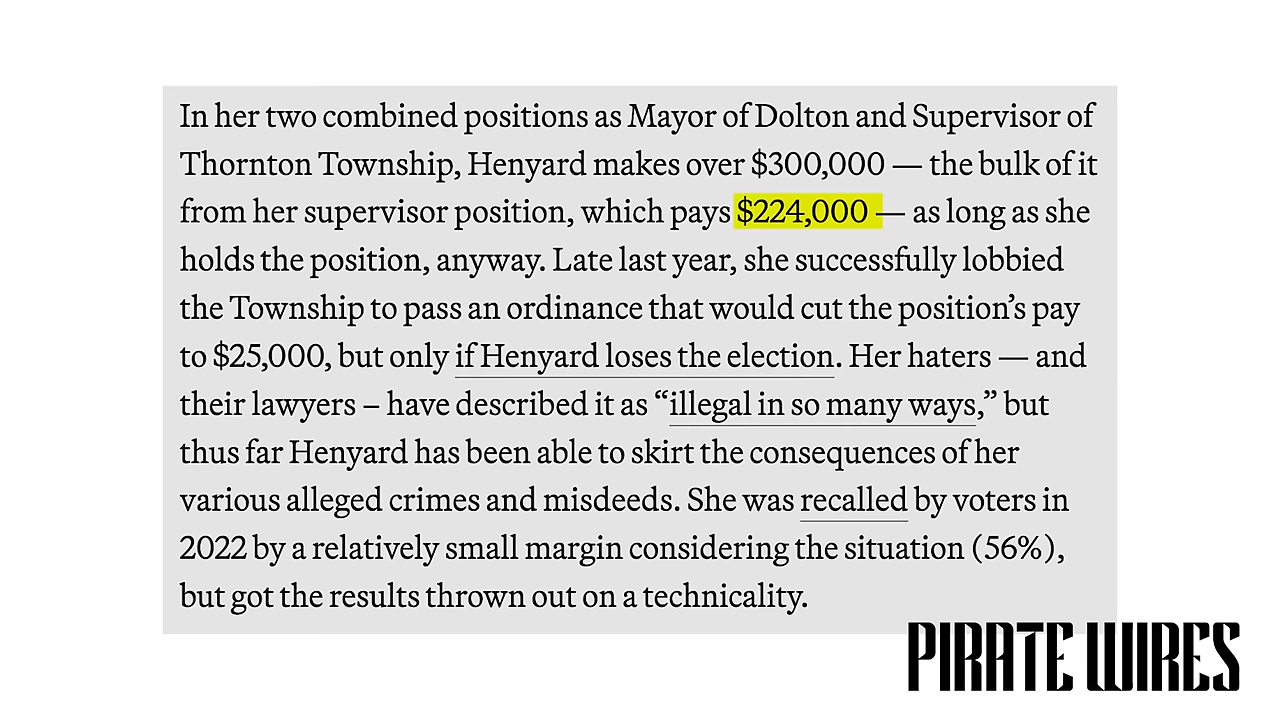 In her two combined positions as Mayor of Dolton and Supervisor of
Thornton Township, Henyard makes over $300,000 — the bulk of it
from her supervisor position, which pays $224,000 — as long as she
holds the position, anyway. Late last year, she successfully lobbied
the Township to pass an ordinance that would cut the position’s pay
to $25,000, but only if Henyard loses the election. Her haters — and
their lawyers – have described it as “illegal in so many ways,” but
thus far Henyard has been able to skirt the consequences of her
various alleged crimes and misdeeds. She was recalled by voters in
2022 by a relatively small margin considering the situation (56%),
but got the results thrown out on a technicality.
PIRATE WIRES